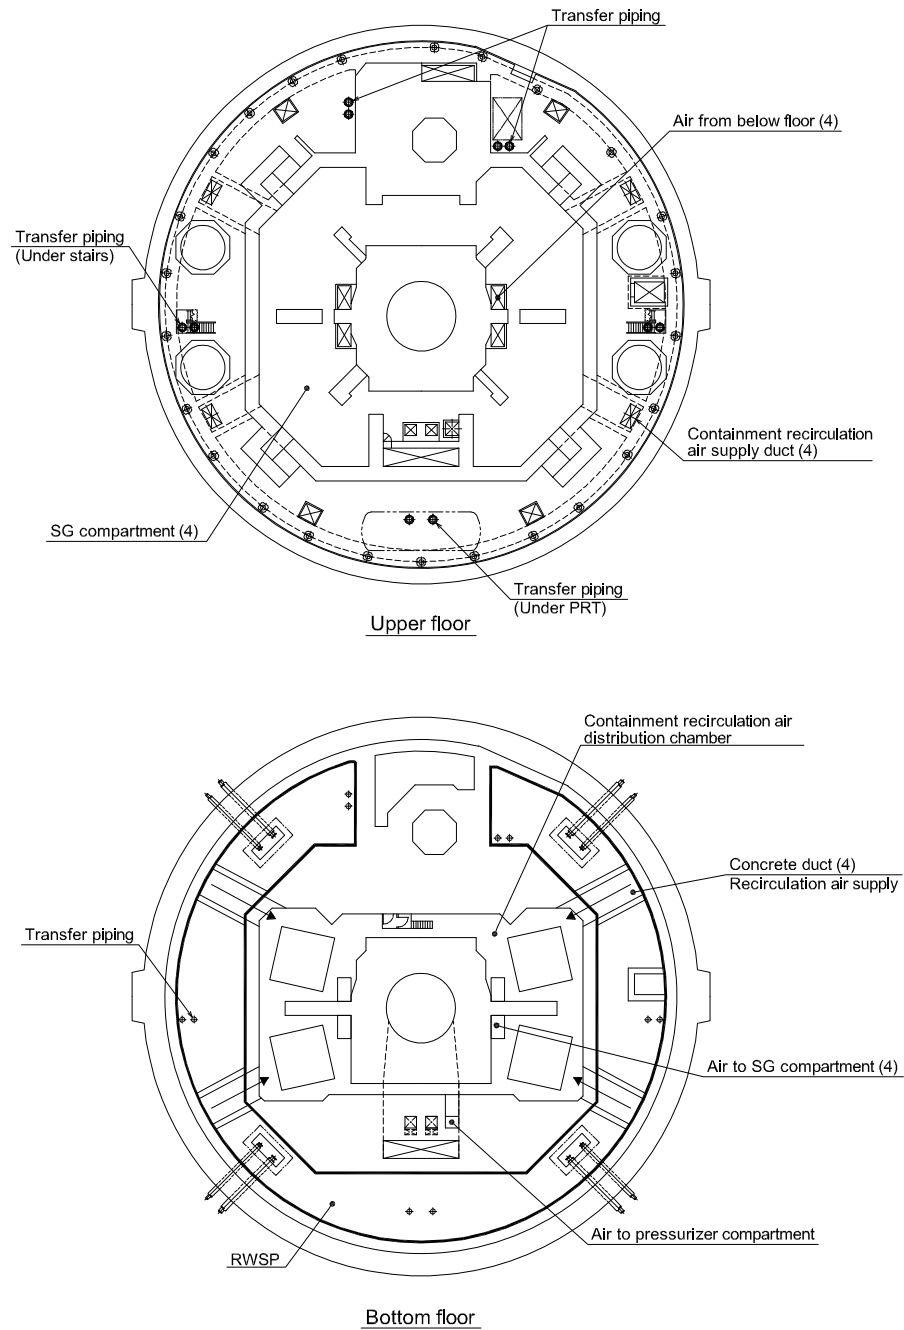 Transfer piping
Air from below floor (4)
Transfer piping
(Under stairs)
Containment recirculation
air supply duct (4)
SG compartment (4)
Transfer piping
(Under PRT)
Upper floor
Containment recirculation air
distribution chamber
Concrete duct (4)
Recirculation air supply
Transfer piping
Air to SG compartment (4)
Air to pressurizer compartment
RWSP
Bottom floor